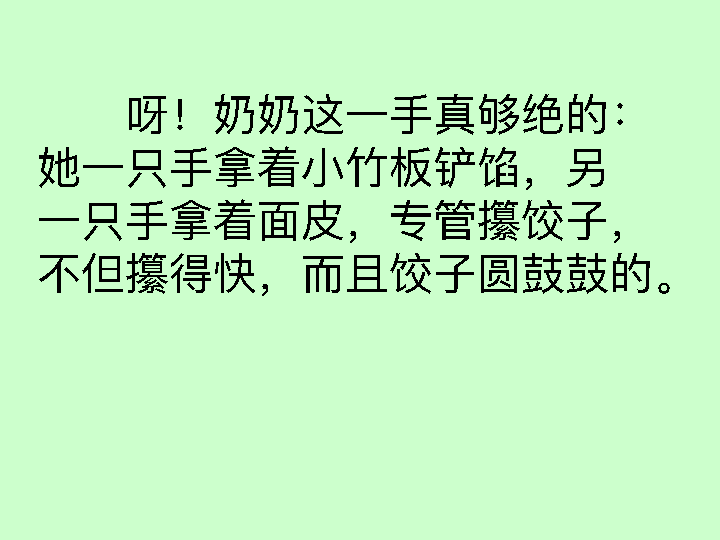 呀！奶奶这一手真够绝的：
她一只手拿着小竹板铲馅，另
一只手拿着面皮，专管攥饺子，
不但攥得快，而且饺子圆鼓鼓的。